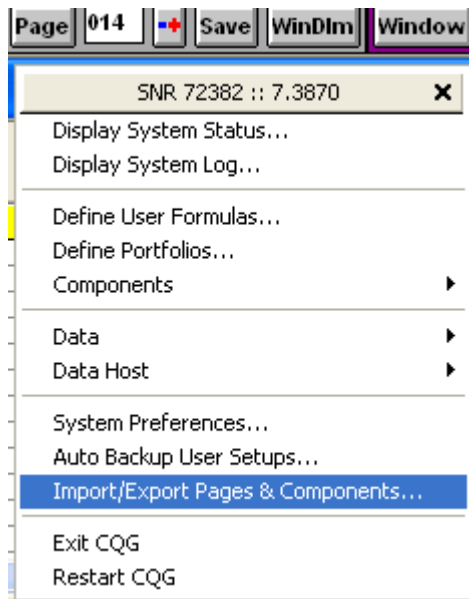 Page 014 Save WinDlm Window
SNR 72382 :: 7.3870
Display System Status...
Display System Log...
Define User Formulas...
Define Portfolios...
Components
Data
Data Host
System Preferences...
Auto Backup User Setups...
Import/Export Pages & Components...
Exit CQG
Restart CQG